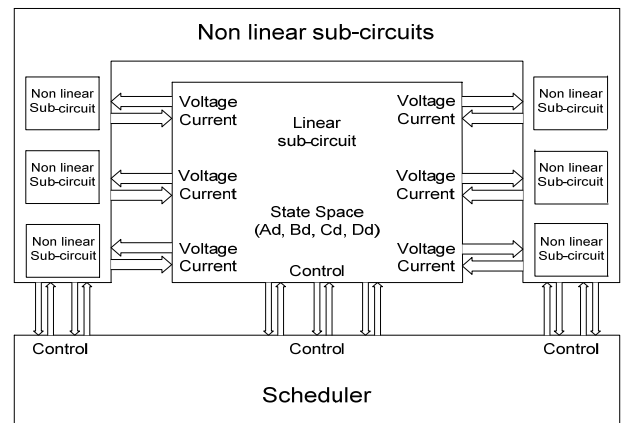 Non linear sub-circuits
Non linear
Sub-circuit
Non linear
Sub-circuit
Non linear
Sub-circuit
Voltage
Current
Voltage
Current
Voltage
Current
Linear
sub-circuit
State Space
(Ad, Bd, Cd, Dd)
Control
Voltage
Current
Voltage
Current
Voltage
Current
Non linear
Sub-circuit
Non linear
Sub-circuit
Non linear
Sub-circuit
Control
Control
Control
Scheduler